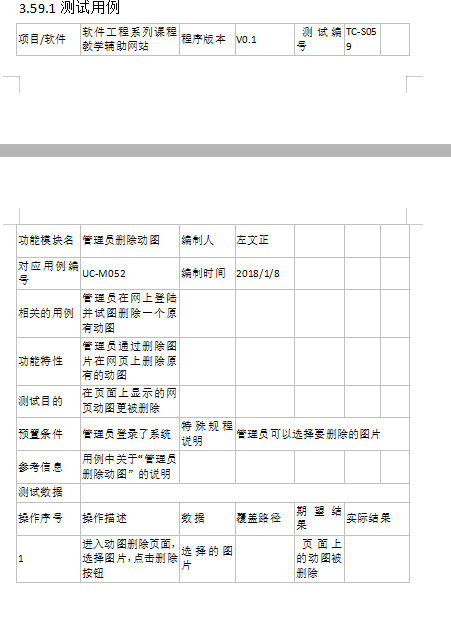 3.59.1 测试用例
项目/软件 软件工程系列课程教学辅助网站 程序版本 V0.1 测试编号 TC-S059
功能模块名 管理员删除动图 编制人 左文正
对应用例编号 UC-M052 编制时间 2018/1/8
相关的用例 管理员在网上登陆并试图删除一个原有动图
功能特性 管理员通过删除图片在网页上删除原有的动图
测试目的 在页面上显示的网页动图更被删除
预置条件 管理员登录了系统 特殊规程说明 管理员可以选择要删除的图片
参考信息 用例中关于“管理员删除动图”的说明
测试数据
操作序号 操作描述 数据 覆盖路径 期望结果 实际结果
1 进入动图删除页面，选择图片，点击删除按钮 选择的图片 页面上的动图被删除